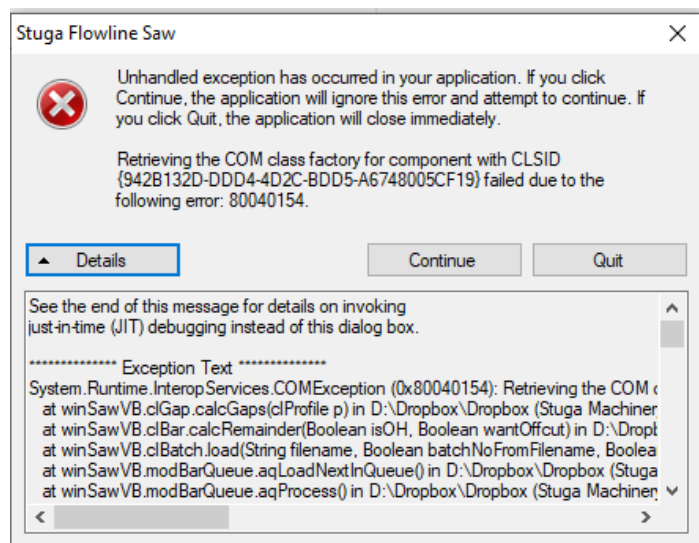 Stuga Flowline Saw
Unhandled exception has occurred in your application. If you click
Continue, the application will ignore this error and attempt to continue. If
you click Quit, the application will close immediately.
Retrieving the COM class factory for component with CLSID
{942B132D-DDD4-4D2C-BDD5-A6748005CF19} failed due to the
following error: 80040154.
Details
Continue
Quit
See the end of this message for details on invoking
just-in-time (JIT) debugging instead of this dialog box.
************** Exception Text **************
System.Runtime.InteropServices.COMException (0x80040154): Retrieving the COM
at winSawVB.clGap.calcGaps(clProfile p) in D:\Dropbox\Dropbox (Stuga Machiner
at winSawVB.clBar.calcRemainder(Boolean isOH, Boolean wantOffcut) in D:\Dropb
at winSawVB.clBatch.load(String filename, Boolean batchNoFromFilename, Boolea
at winSawVB.modBarQueue.aqLoadNextInQueue() in D:\Dropbox\Dropbox (Stuga
at winSawVB.modBarQueue.aqProcess() in D:\Dropbox\Dropbox (Stuga Machiner